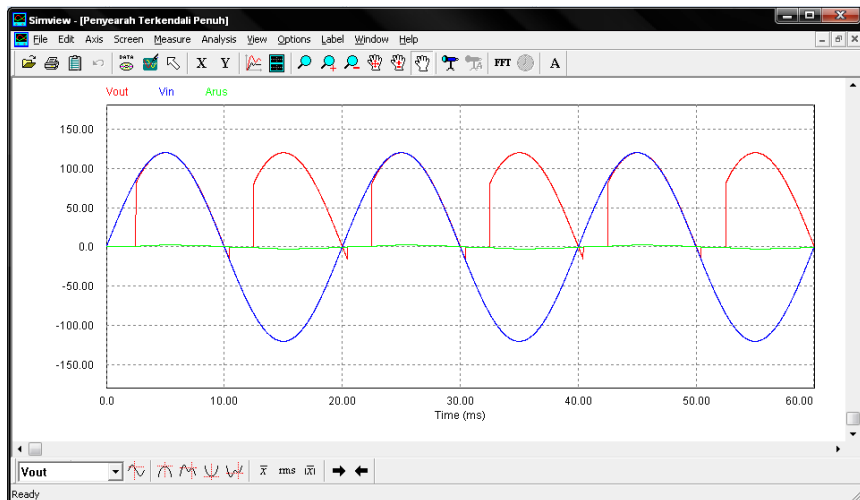 Simview - [Penyearah Terkendali Penuh]
File Edit Axis Screen Measure Analysis View Options Label Window Help
DATA X Y A FFT A
Vout Vin Arus
150.00
100.00
50.00
0.0
-50.00
-100.00
-150.00
0.0 10.00 20.00 30.00 40.00 50.00 60.00
Time (ms)
Vout x rms |x|
Ready